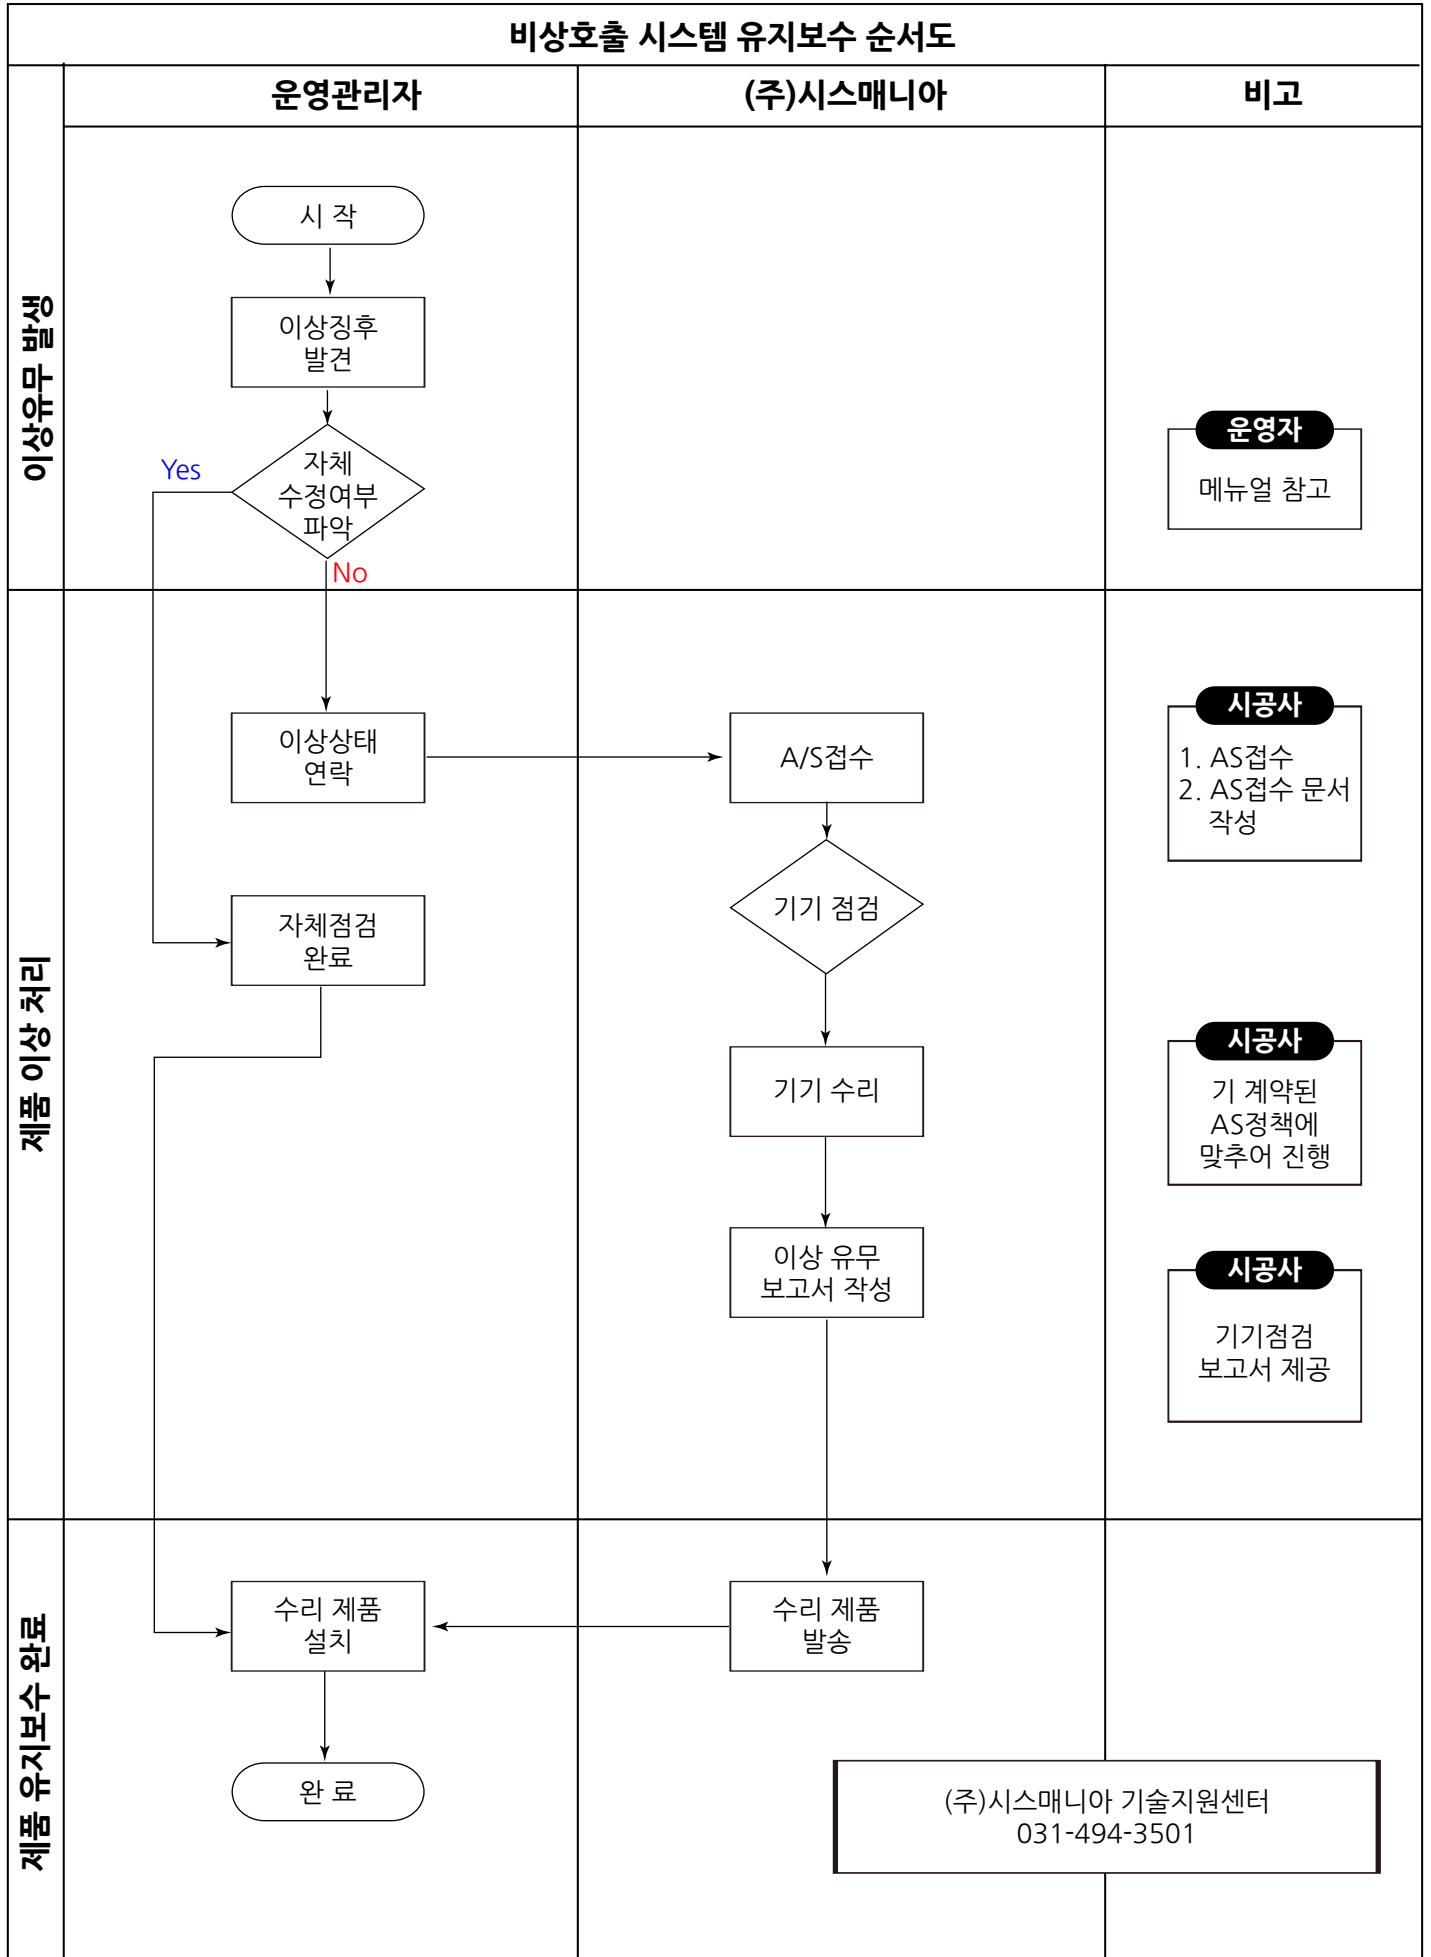 비상호출 시스템 유지보수 순서도
운영관리자
(주)시스매니아
비고
이상유무 발생
시 작
이상징후
발견
자체
수정여부
파악
Yes
No
운영자
메뉴얼 참고
제품 이상 처리
이상상태
연락
A/S접수
시공사
1. AS접수
2. AS접수 문서
작성
자체점검
완료
기기 점검
기기 수리
시공사
기 계약된
AS정책에
맞추어 진행
이상 유무
보고서 작성
시공사
기기점검
보고서 제공
제품 유지보수 완료
수리 제품
설치
수리 제품
발송
완 료
(주)시스매니아 기술지원센터
031-494-3501